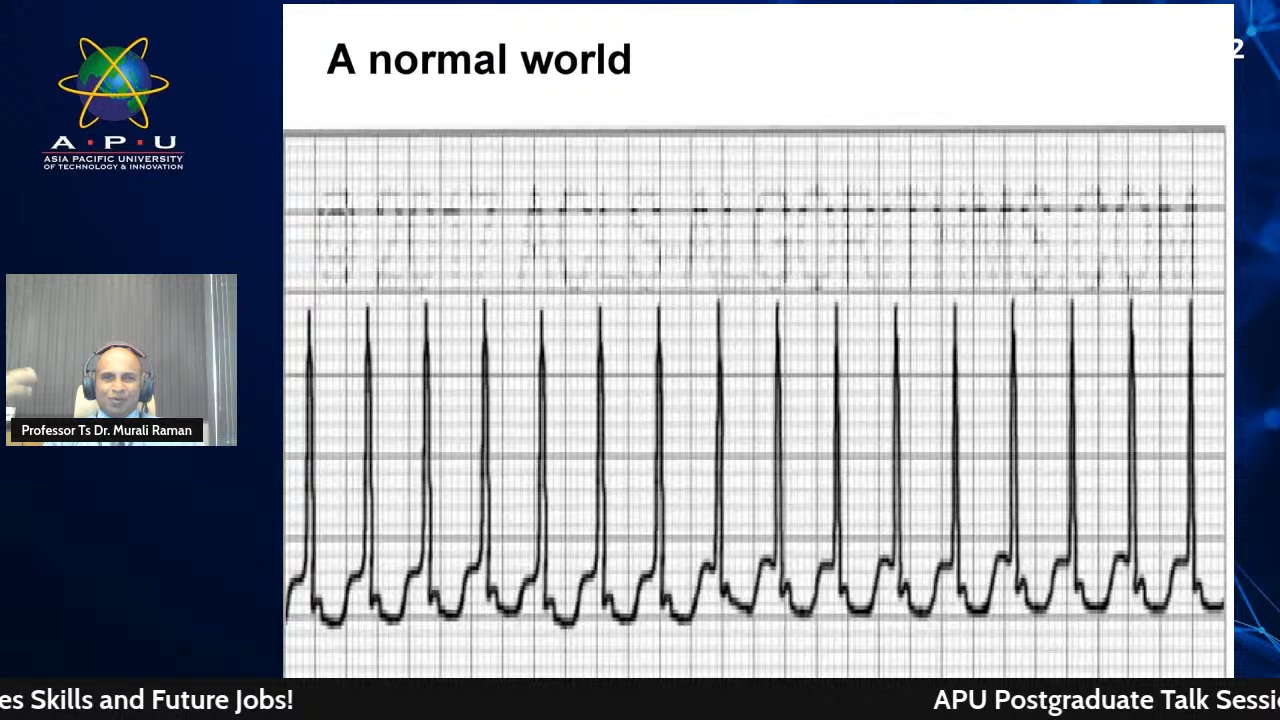 A normal world
2
A·P·U
ASIA PACIFIC UNIVERSITY
OF TECHNOLOGY & INNOVATION
Professor Ts Dr. Murali Raman
es Skills and Future Jobs!
APU Postgraduate Talk Sessi